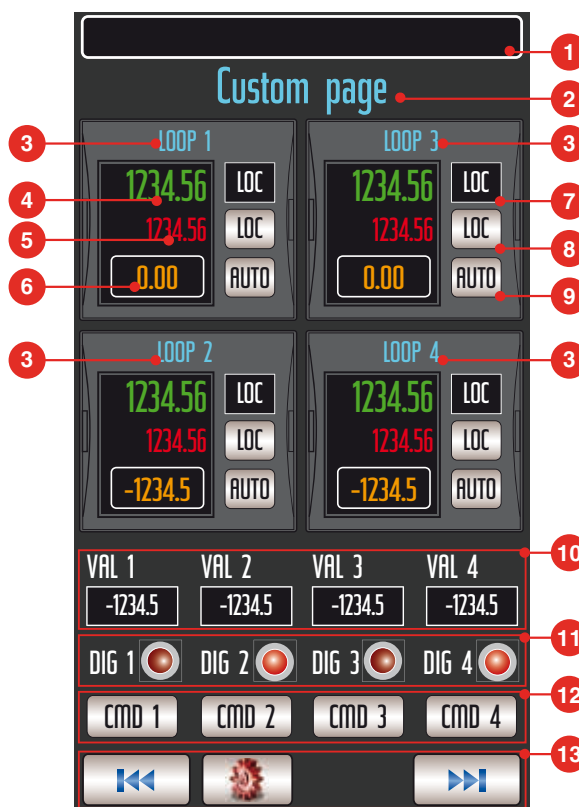 1
Custom page 2
3 LOOP 1 LOOP 3 3
4 1234.56 LOC 1234.56 LOC 7
5 1234.56 LOC 1234.56 LOC 8
6 0.00 AUTO 0.00 AUTO 9
3 LOOP 2 LOOP 4 3
1234.56 LOC 1234.56 LOC
1234.56 LOC 1234.56 LOC
-1234.5 AUTO -1234.5 AUTO
10
VAL 1 VAL 2 VAL 3 VAL 4
-1234.5 -1234.5 -1234.5 -1234.5
11
DIG 1 DIG 2 DIG 3 DIG 4
12
CMD 1 CMD 2 CMD 3 CMD 4
13